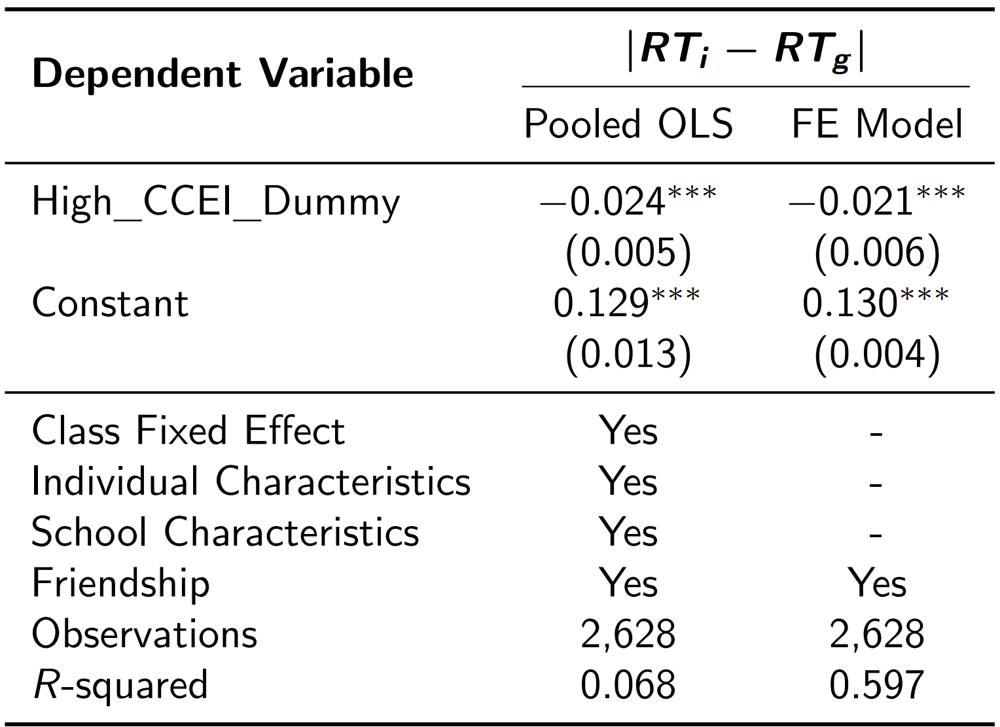 Dependent Variable |RT_i − RT_g|
Pooled OLS FE Model
High_CCEI_Dummy −0.024*** −0.021***
(0.005) (0.006)
Constant 0.129*** 0.130***
(0.013) (0.004)
Class Fixed Effect Yes -
Individual Characteristics Yes -
School Characteristics Yes -
Friendship Yes Yes
Observations 2,628 2,628
R-squared 0.068 0.597